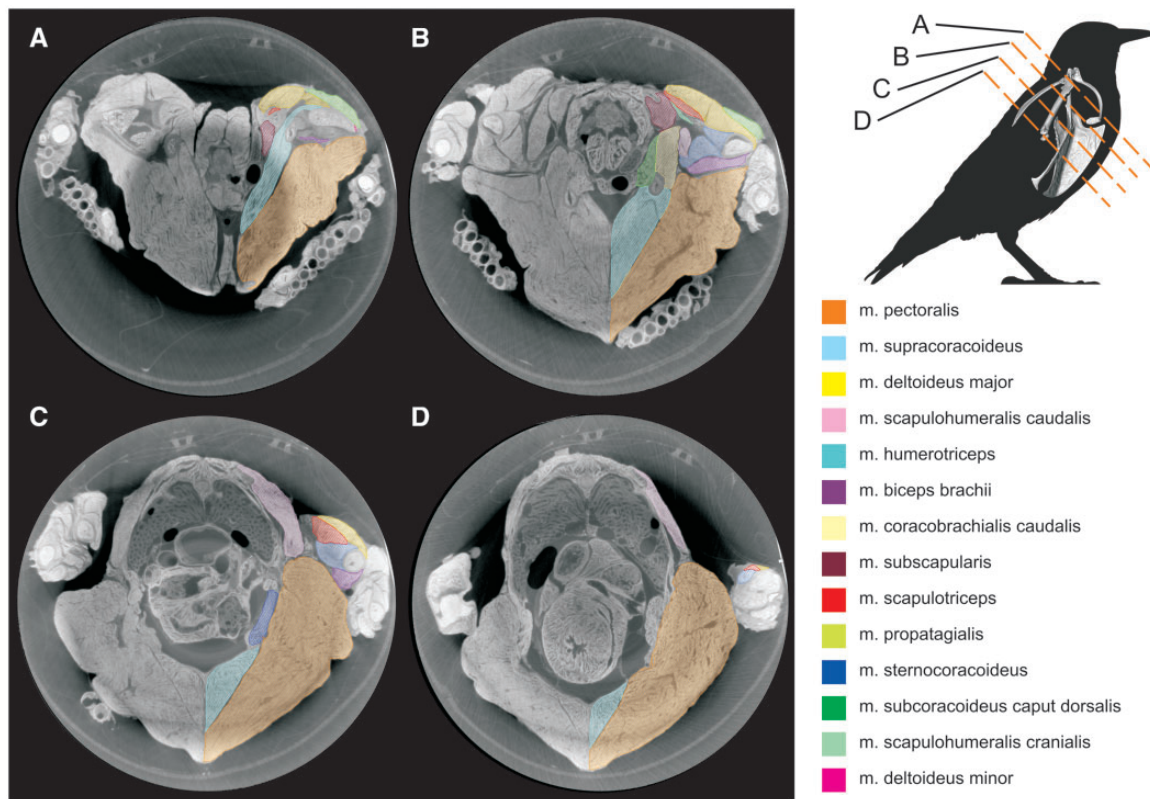 A
B
C
D
A
B
C
D
m. pectoralis
m. supracoracoideus
m. deltoideus major
m. scapulohumeralis caudalis
m. humerotriceps
m. biceps brachii
m. coracobrachialis caudalis
m. subscapularis
m. scapulotriceps
m. propatagialis
m. sternocoracoideus
m. subcoracoideus caput dorsalis
m. scapulohumeralis cranialis
m. deltoideus minor